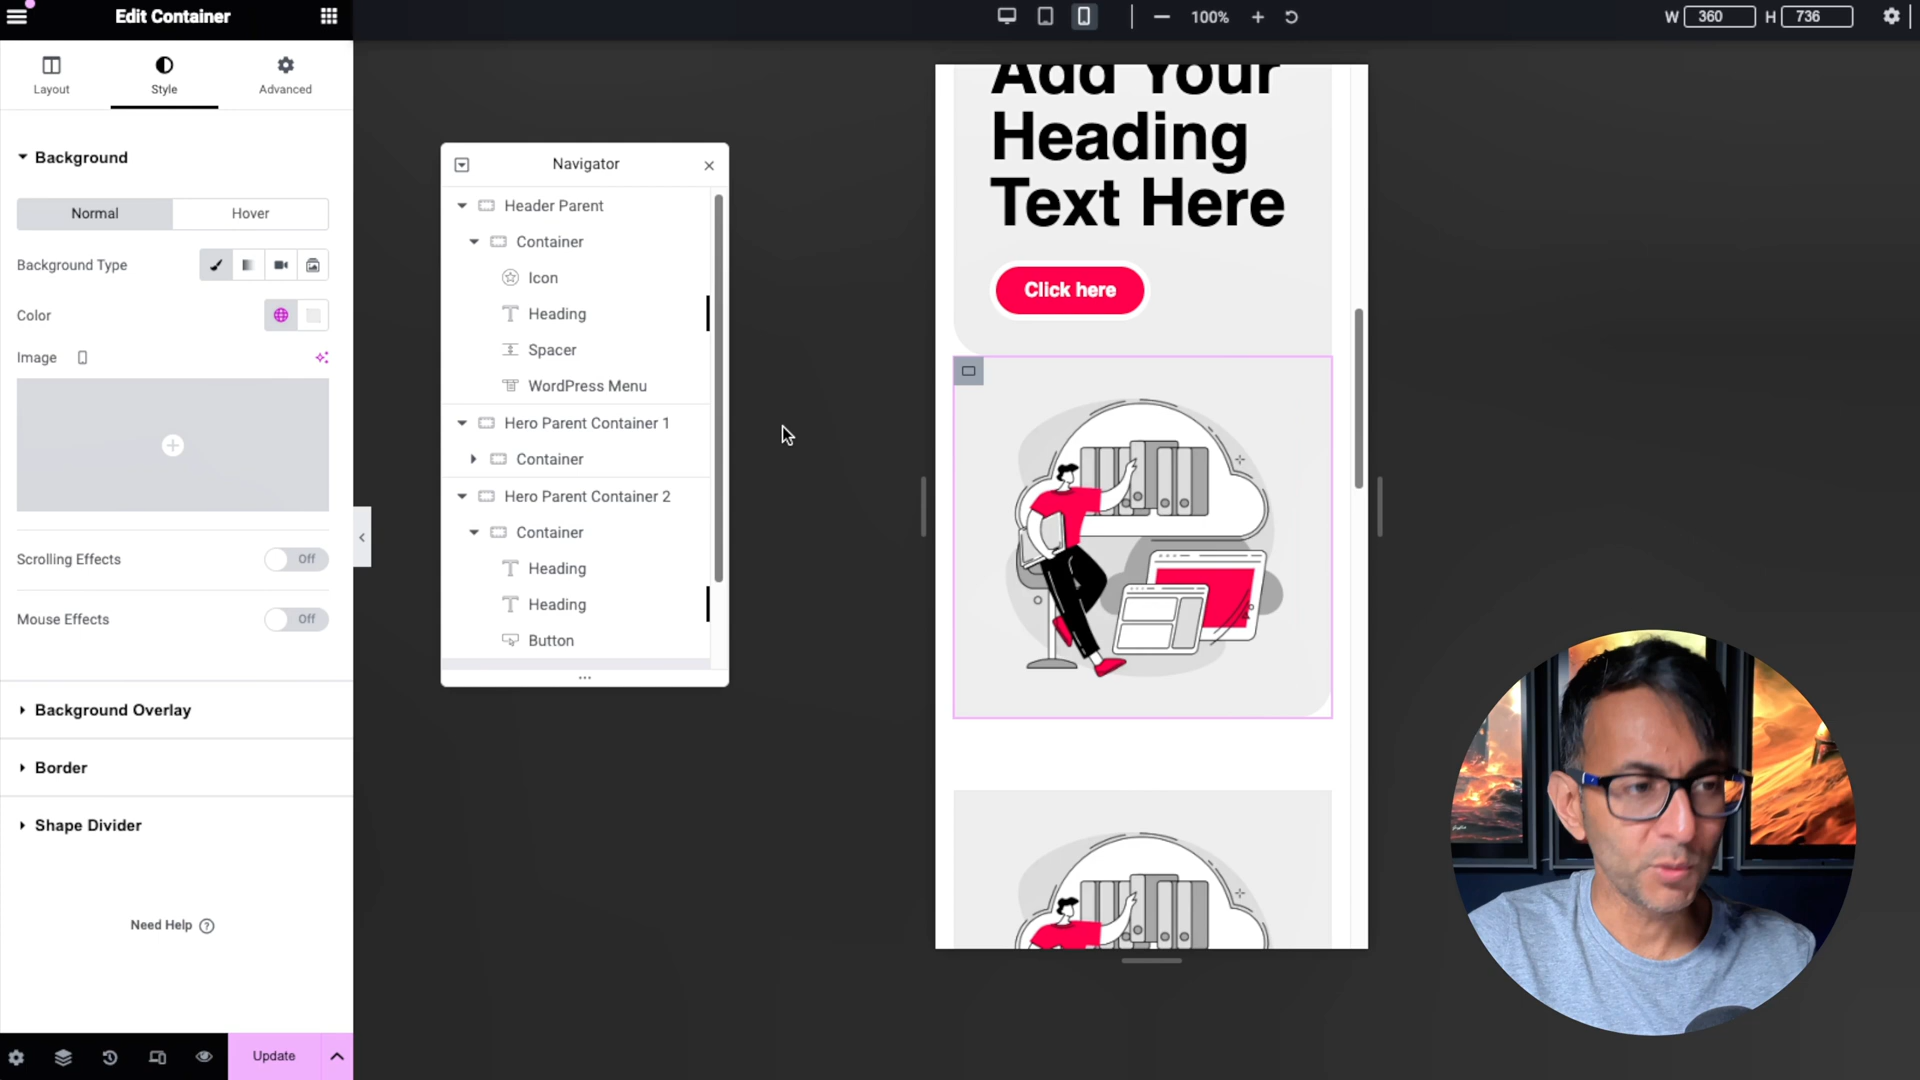 Edit Container
100%
W 360 H 736
Layout
Style
Advanced
Background
Normal
Hover
Background Type
Color
Image
Scrolling Effects
Off
Mouse Effects
Off
Background Overlay
Border
Shape Divider
Need Help ?
Update
Navigator
Header Parent
Container
Icon
Heading
Spacer
WordPress Menu
Hero Parent Container 1
Container
Hero Parent Container 2
Container
Heading
Heading
Button
Add Your
Heading
Text Here
Click here